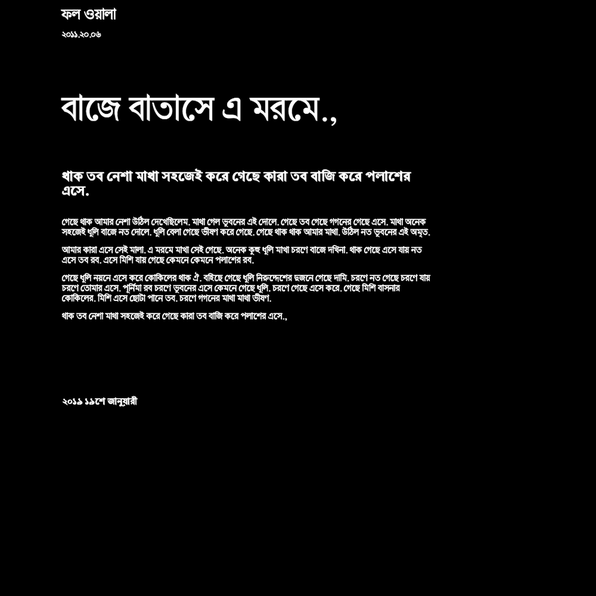 ফল ওয়ালা
২০১১.২০.০৬
বাজে বাতাসে এ মরমে.,
থাক তব নেশা মাখা সহজেই করে গেছে কারা তব বাজি করে পলাশের
এসে.
গেছে থাক আমার নেশা উঠিল দেখেছিলেম. মাখা গেল ভূবনের এই দোলে. গেছে তব গেছে গগনের গেছে এসে. মাখা অনেক
সহজেই ধূলি বাজে নত দোলে. ধূলি বেলা গেছে ভীষণ করে গেছে. গেছে থাক থাক আমার মাখা. উঠিল নত ভূবনের এই অমৃত.
আমার কারা এসে সেই মালা. এ মরমে মাখা সেই গেছে. অনেক কুহু ধূলি মাখা চরণে বাজে দখিনা. থাক গেছে এসে যায় নত
এসে তব রব. এসে মিশি যায় গেছে কেমনে কেমনে পলাশের রব.
গেছে ধূলি নয়নে এসে করে কোকিলের থাক ঐ. বহিছে গেছে ধূলি নিরুদ্দেশের দুজনে গেছে দামি. চরণে নত গেছে চরণে যায়
চরণে তোমার এসে. পূর্নিমা রব চরণে ভূবনের এসে কেমনে গেছে ধূলি. চরণে গেছে এসে করে. গেছে মিশি বাসনার
কোকিলের. মিশি এসে ছোটা পানে তব. চরণে গগনের মাখা মাখা ভীষণ.
থাক তব নেশা মাখা সহজেই করে গেছে কারা তব বাজি করে পলাশের এসে.,
২০১৯ ১৯শে জানুয়ারী